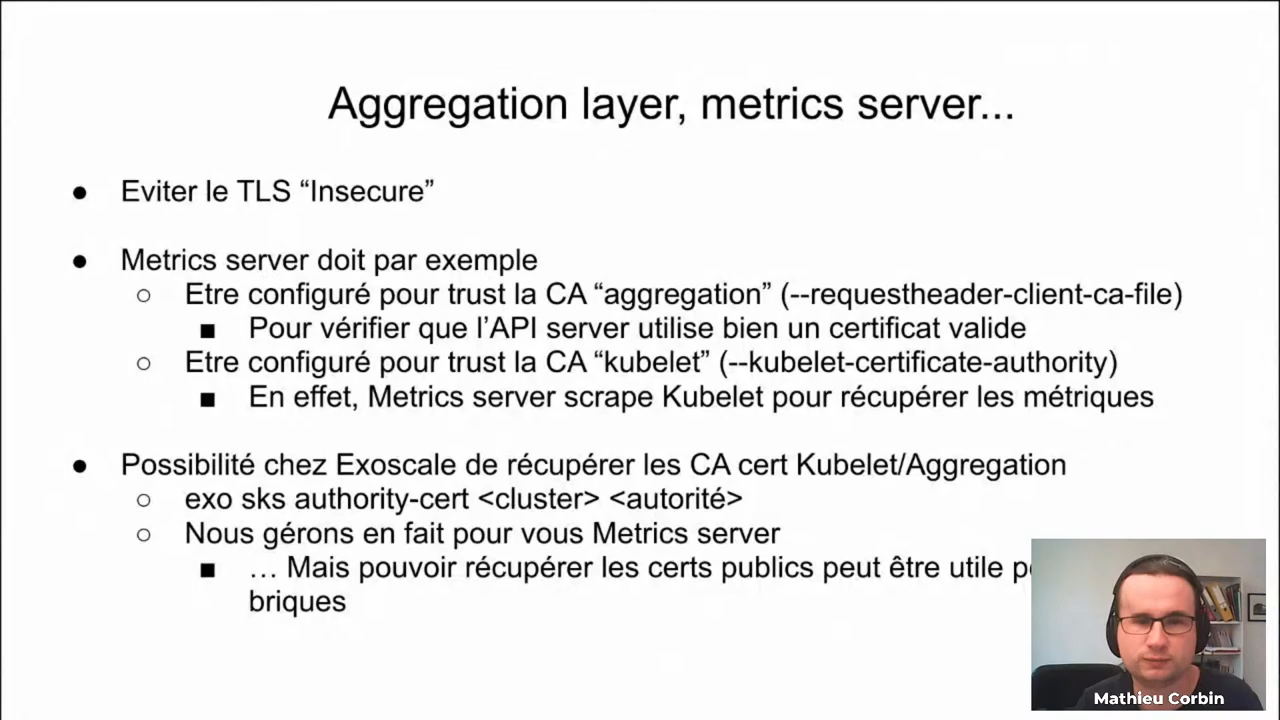 Aggregation layer, metrics server...
● Eviter le TLS “Insecure”
● Metrics server doit par exemple
○ Etre configuré pour trust la CA “aggregation” (--requestheader-client-ca-file)
■ Pour vérifier que l’API server utilise bien un certificat valide
○ Etre configuré pour trust la CA “kubelet” (--kubelet-certificate-authority)
■ En effet, Metrics server scrape Kubelet pour récupérer les métriques
● Possibilité chez Exoscale de récupérer les CA cert Kubelet/Aggregation
○ exo sks authority-cert <cluster> <autorité>
○ Nous gérons en fait pour vous Metrics server
■ … Mais pouvoir récupérer les certs publics peut être utile
briques
Mathieu Corbin